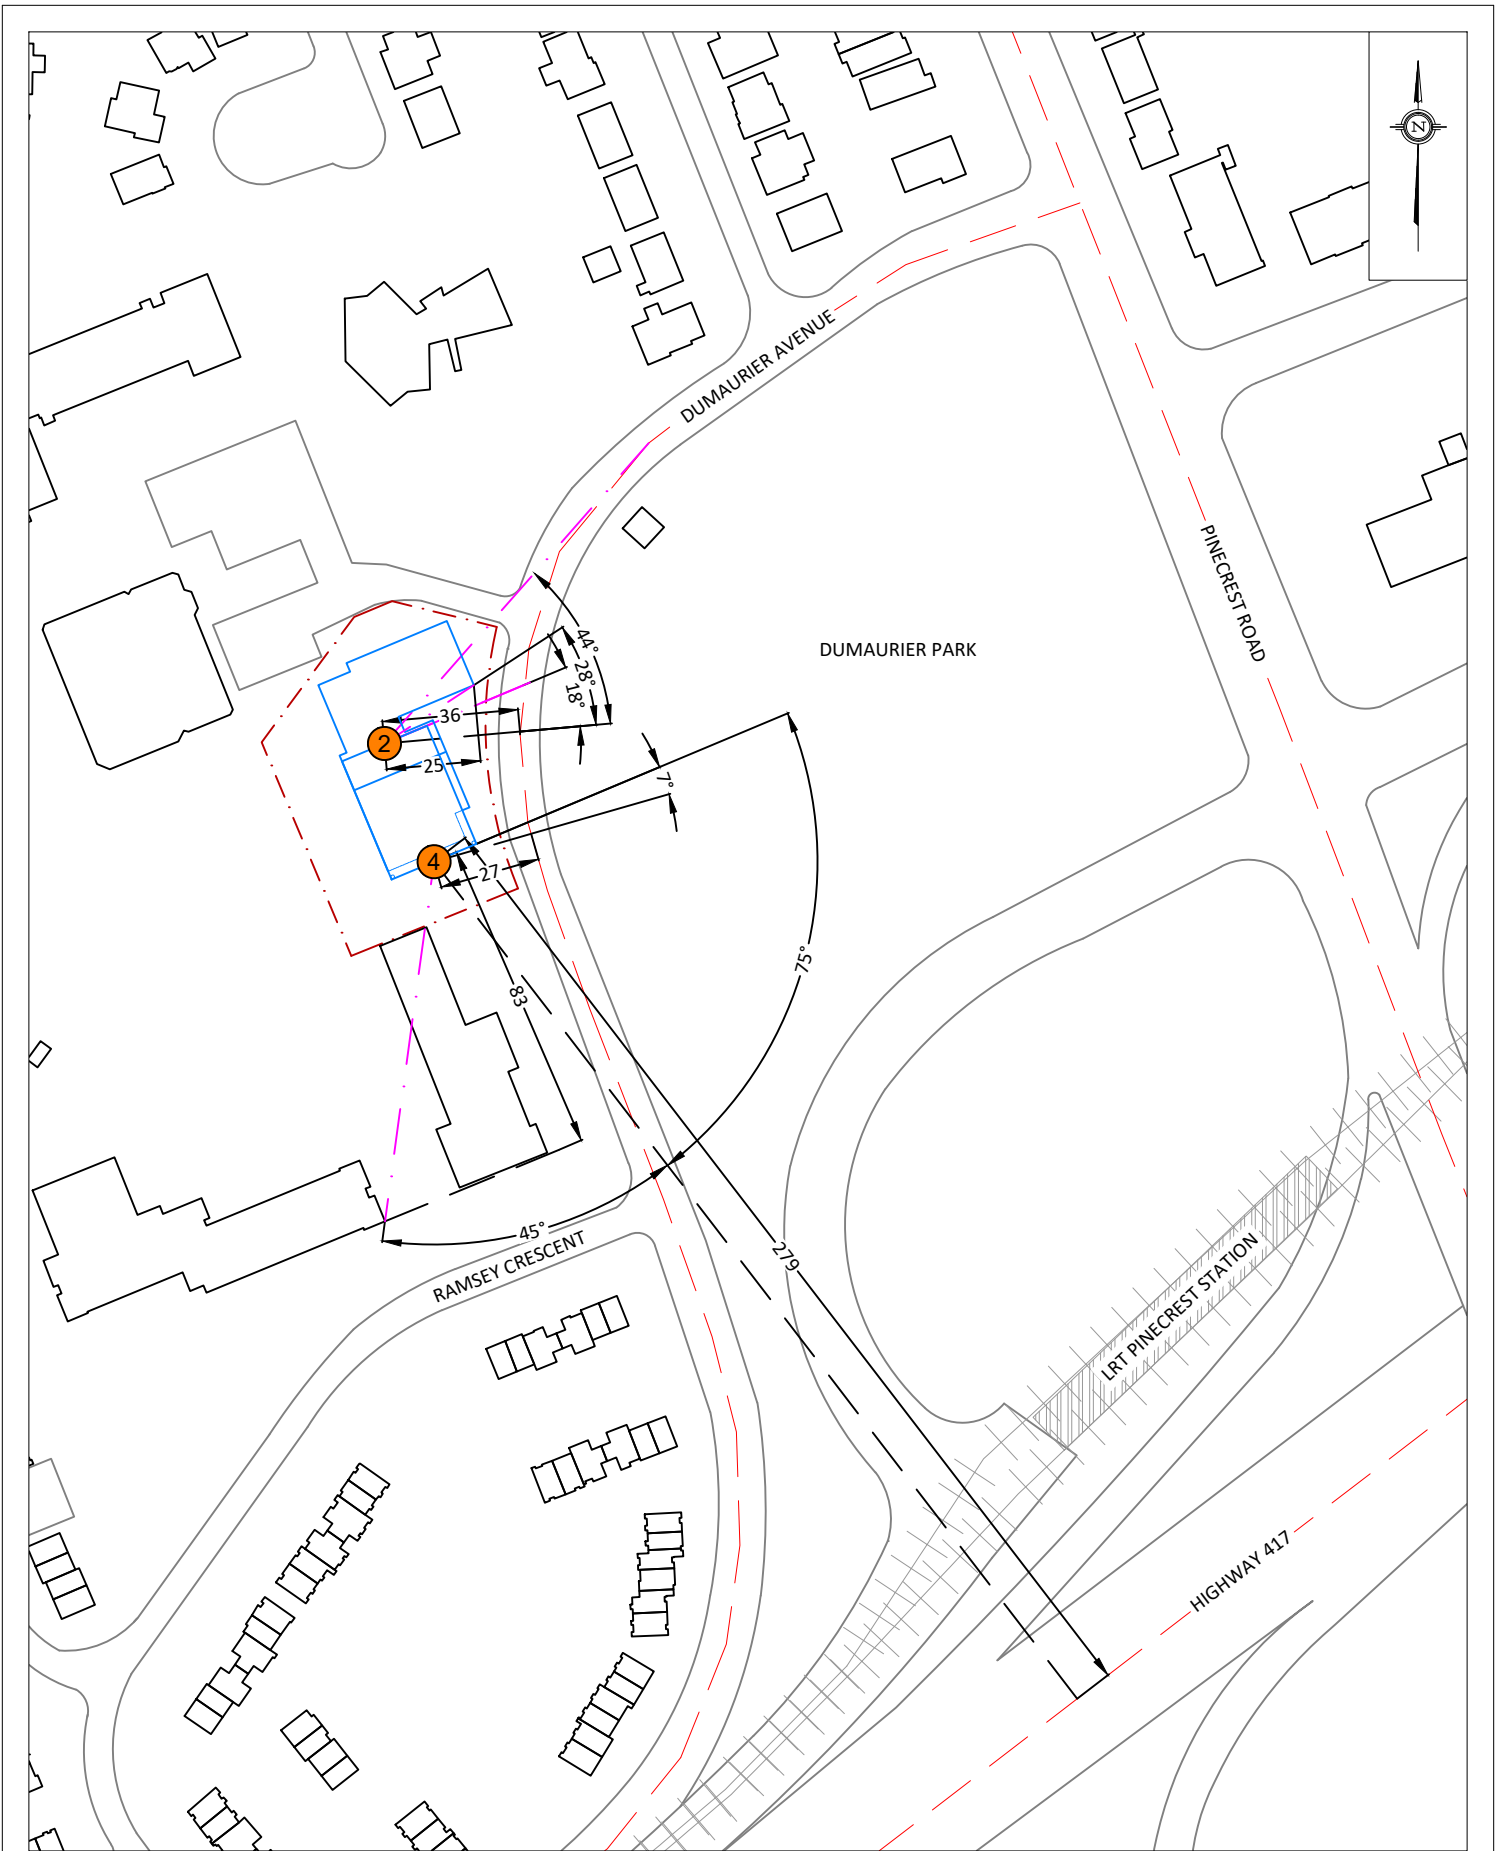 N
DUMAURIER AVENUE
PINECREST ROAD
DUMAURIER PARK
44°
28°
18°
36
2
25
7°
4
27
75°
83
45°
RAMSEY CRESCENT
279
LRT PINECREST STATION
HIGHWAY 417